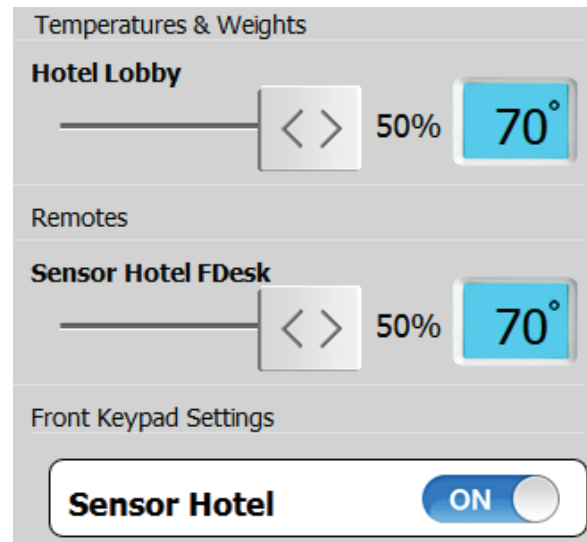 Temperatures & Weights
Hotel Lobby
50% 70°
Remotes
Sensor Hotel FDesk
50% 70°
Front Keypad Settings
Sensor Hotel ON